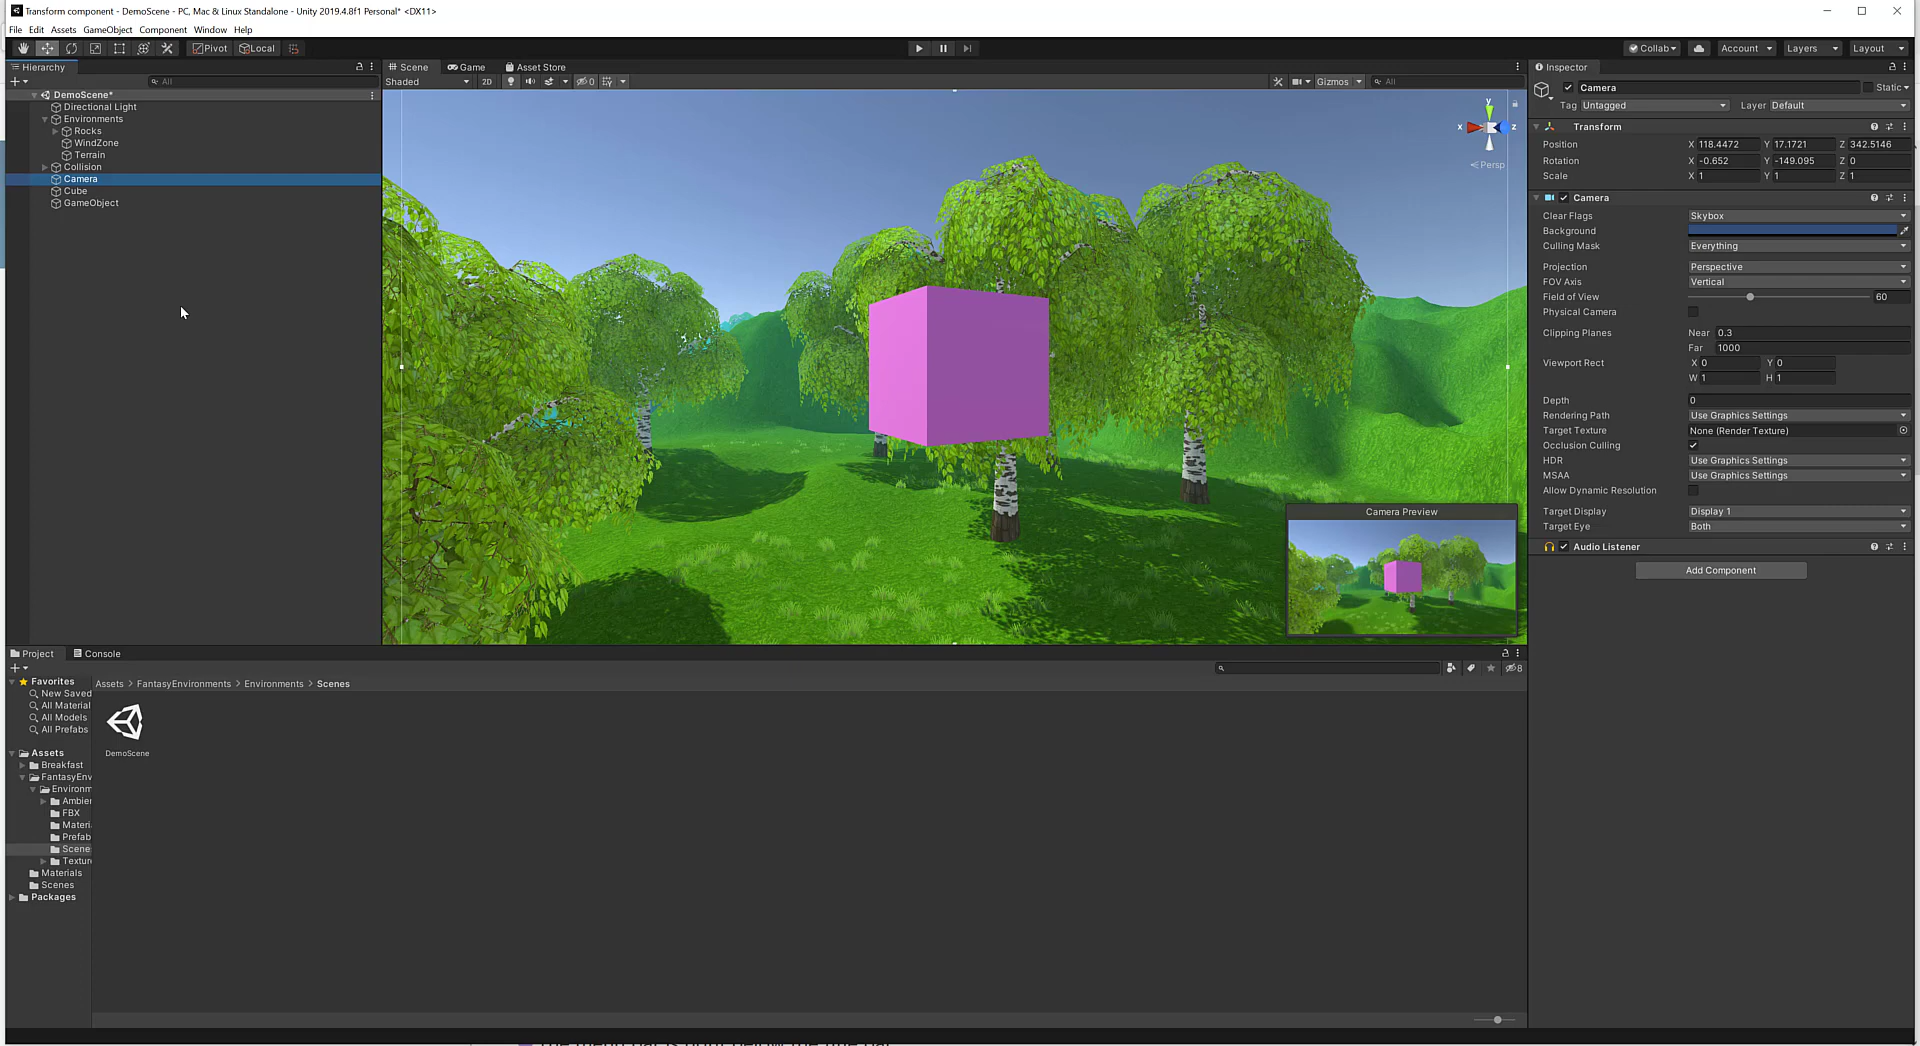 Transform component - DemoScene - PC, Mac & Linux Standalone - Unity 2019.4.8f1 Personal* <DX11>
File Edit Assets GameObject Component Window Help
Pivot Local
Collab Account Layers Layout
Hierarchy
All
DemoScene*
Directional Light
Environments
Rocks
WindZone
Terrain
Collision
Camera
Cube
GameObject
Scene Game Asset Store
Shaded 2D 0 Gizmos All
y
x z
Persp
Camera Preview
Inspector
Camera Static
Tag Untagged Layer Default
Transform
Position X 118.4472 Y 17.1721 Z 342.5146
Rotation X -0.652 Y -149.095 Z 0
Scale X 1 Y 1 Z 1
Camera
Clear Flags Skybox
Background
Culling Mask Everything
Projection Perspective
FOV Axis Vertical
Field of View 60
Physical Camera
Clipping Planes Near 0.3
Far 1000
Viewport Rect X 0 Y 0
W 1 H 1
Depth 0
Rendering Path Use Graphics Settings
Target Texture None (Render Texture)
Occlusion Culling
HDR Use Graphics Settings
MSAA Use Graphics Settings
Allow Dynamic Resolution
Target Display Display 1
Target Eye Both
Audio Listener
Add Component
Project Console
8
Favorites
New Saved
All Material
All Models
All Prefabs
Assets
Breakfast
FantasyEnv
Environm
Ambier
FBX
Materi
Prefab
Scene
Textur
Materials
Scenes
Packages
Assets > FantasyEnvironments > Environments > Scenes
DemoScene